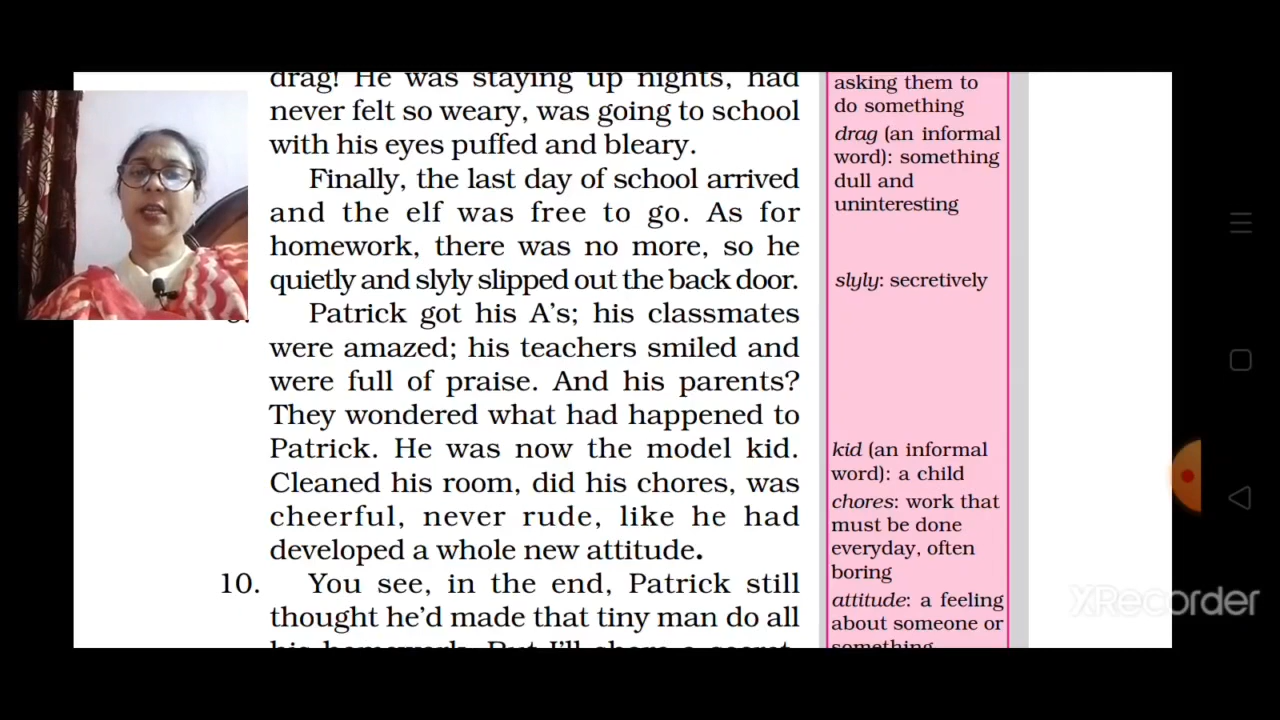 drag! He was staying up nights, had
never felt so weary, was going to school
with his eyes puffed and bleary.
Finally, the last day of school arrived
and the elf was free to go. As for
homework, there was no more, so he
quietly and slyly slipped out the back door.
Patrick got his A's; his classmates
were amazed; his teachers smiled and
were full of praise. And his parents?
They wondered what had happened to
Patrick. He was now the model kid.
Cleaned his room, did his chores, was
cheerful, never rude, like he had
developed a whole new attitude.
10. You see, in the end, Patrick still
thought he'd made that tiny man do all
his homework. But I'll share a secret,
asking them to
do something
drag (an informal
word): something
dull and
uninteresting
slyly: secretively
kid (an informal
word): a child
chores: work that
must be done
everyday, often
boring
attitude: a feeling
about someone or
something
XRecorder